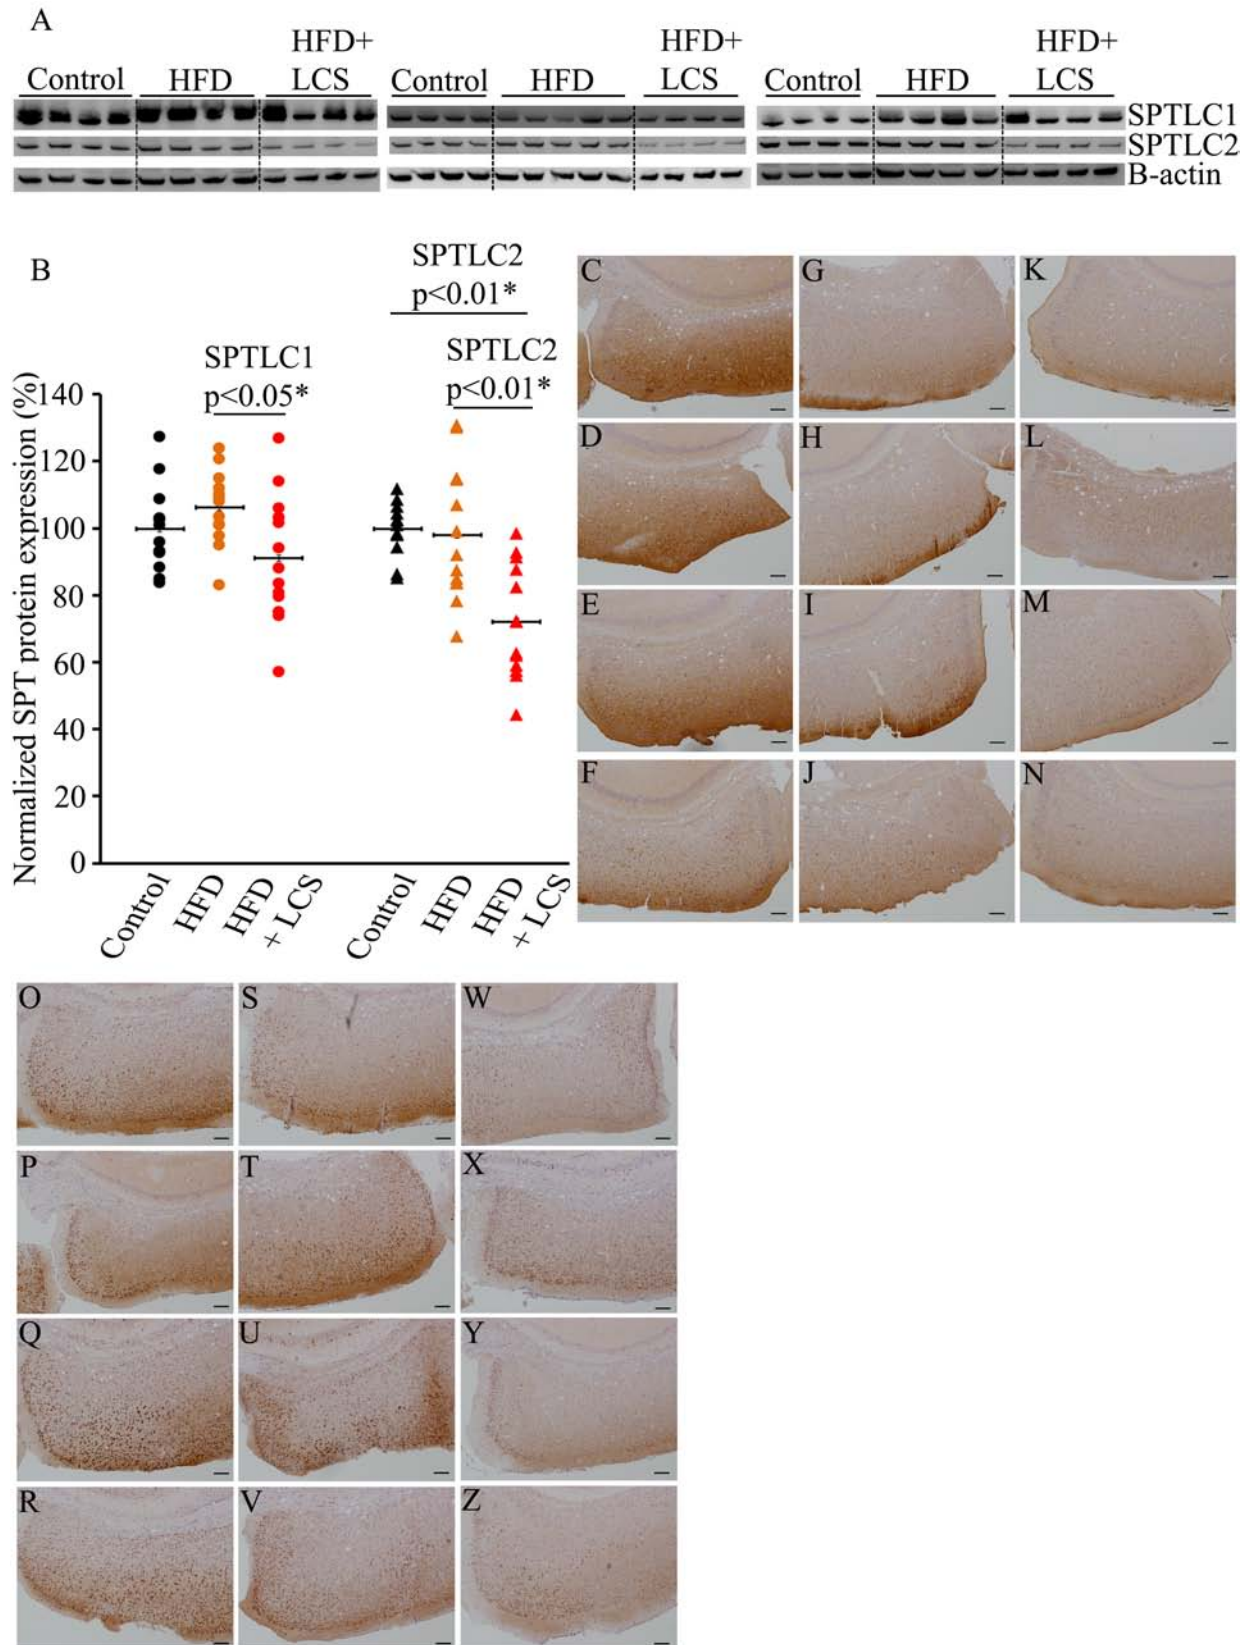 A
HFD+ HFD+ HFD+
Control HFD LCS Control HFD LCS Control HFD LCS
SPTLC1
SPTLC2
B-actin
B
SPTLC2
p<0.01*
SPTLC1 SPTLC2
p<0.05* p<0.01*
Normalized SPT protein expression (%)
140
120
100
80
60
40
20
0
Control HFD HFD + LCS Control HFD HFD + LCS
C G K
D H L
E I M
F J N
O S W
P T X
Q U Y
R V Z